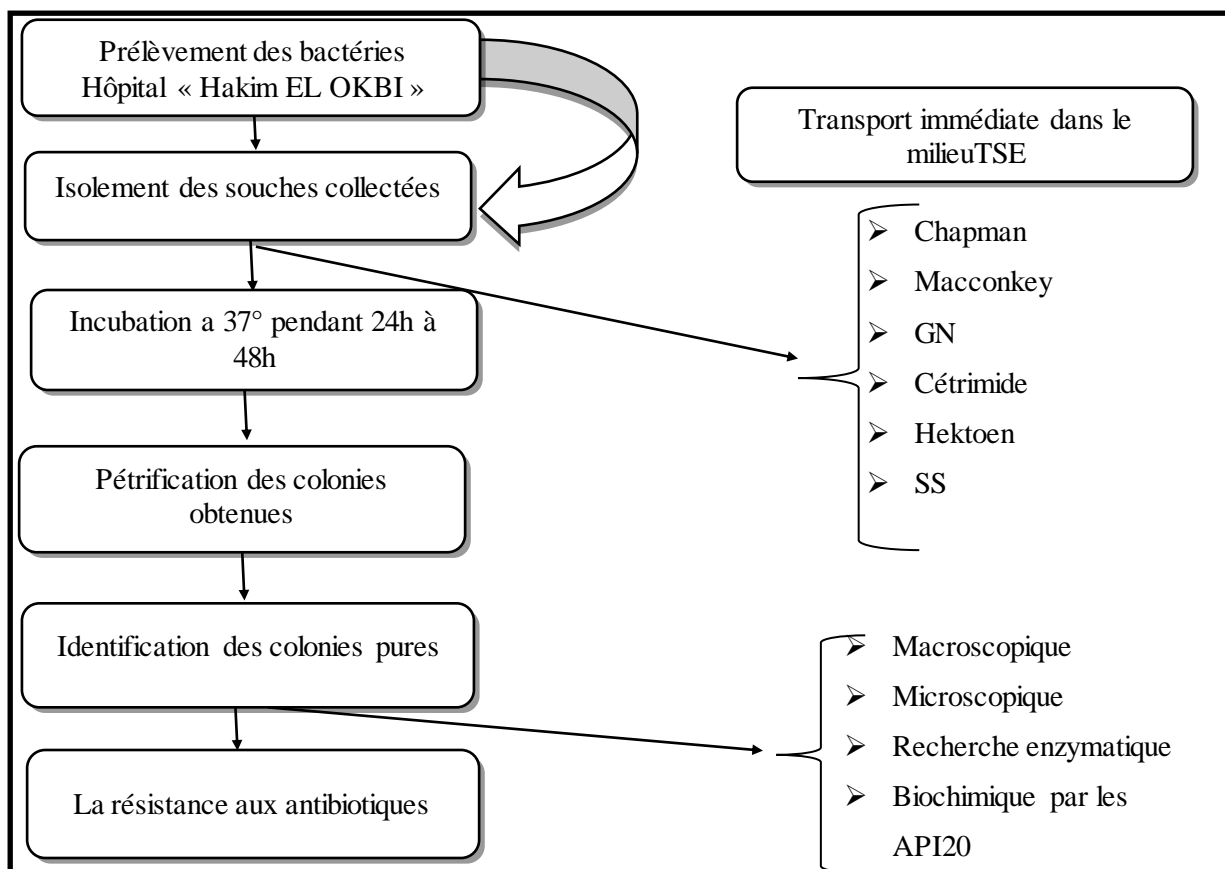 Prélèvement des bactéries
Hôpital « Hakim EL OKBI »
Transport immédiate dans le
milieuTSE
Isolement des souches collectées
Chapman
Macconkey
GN
Cétrimide
Hektoen
SS
Incubation a 37° pendant 24h à
48h
Pétrification des colonies
obtenues
Identification des colonies pures
Macroscopique
Microscopique
Recherche enzymatique
Biochimique par les
API20
La résistance aux antibiotiques